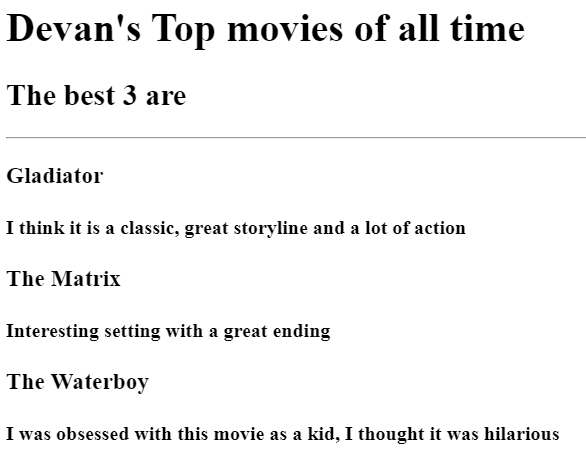 Devan's Top movies of all time
The best 3 are
Gladiator
I think it is a classic, great storyline and a lot of action
The Matrix
Interesting setting with a great ending
The Waterboy
I was obsessed with this movie as a kid, I thought it was hilarious